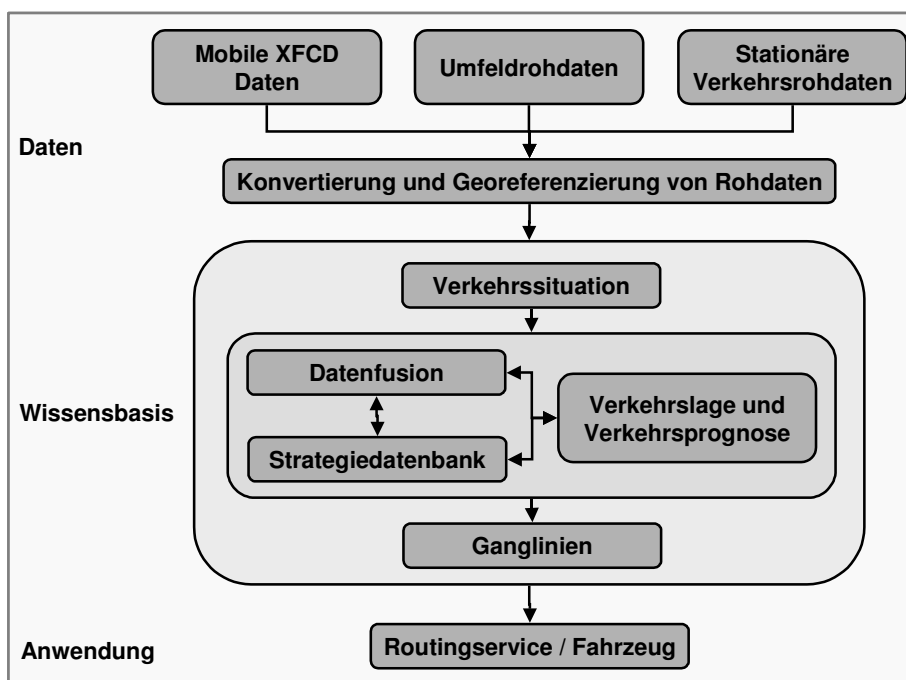 Mobile XFCD
Daten
Umfeldrohdaten
Stationäre
Verkehrsrohdaten
Daten
Konvertierung und Georeferenzierung von Rohdaten
Verkehrssituation
Datenfusion
Wissensbasis
Verkehrslage und
Verkehrsprognose
Strategiedatenbank
Ganglinien
Anwendung
Routingservice / Fahrzeug